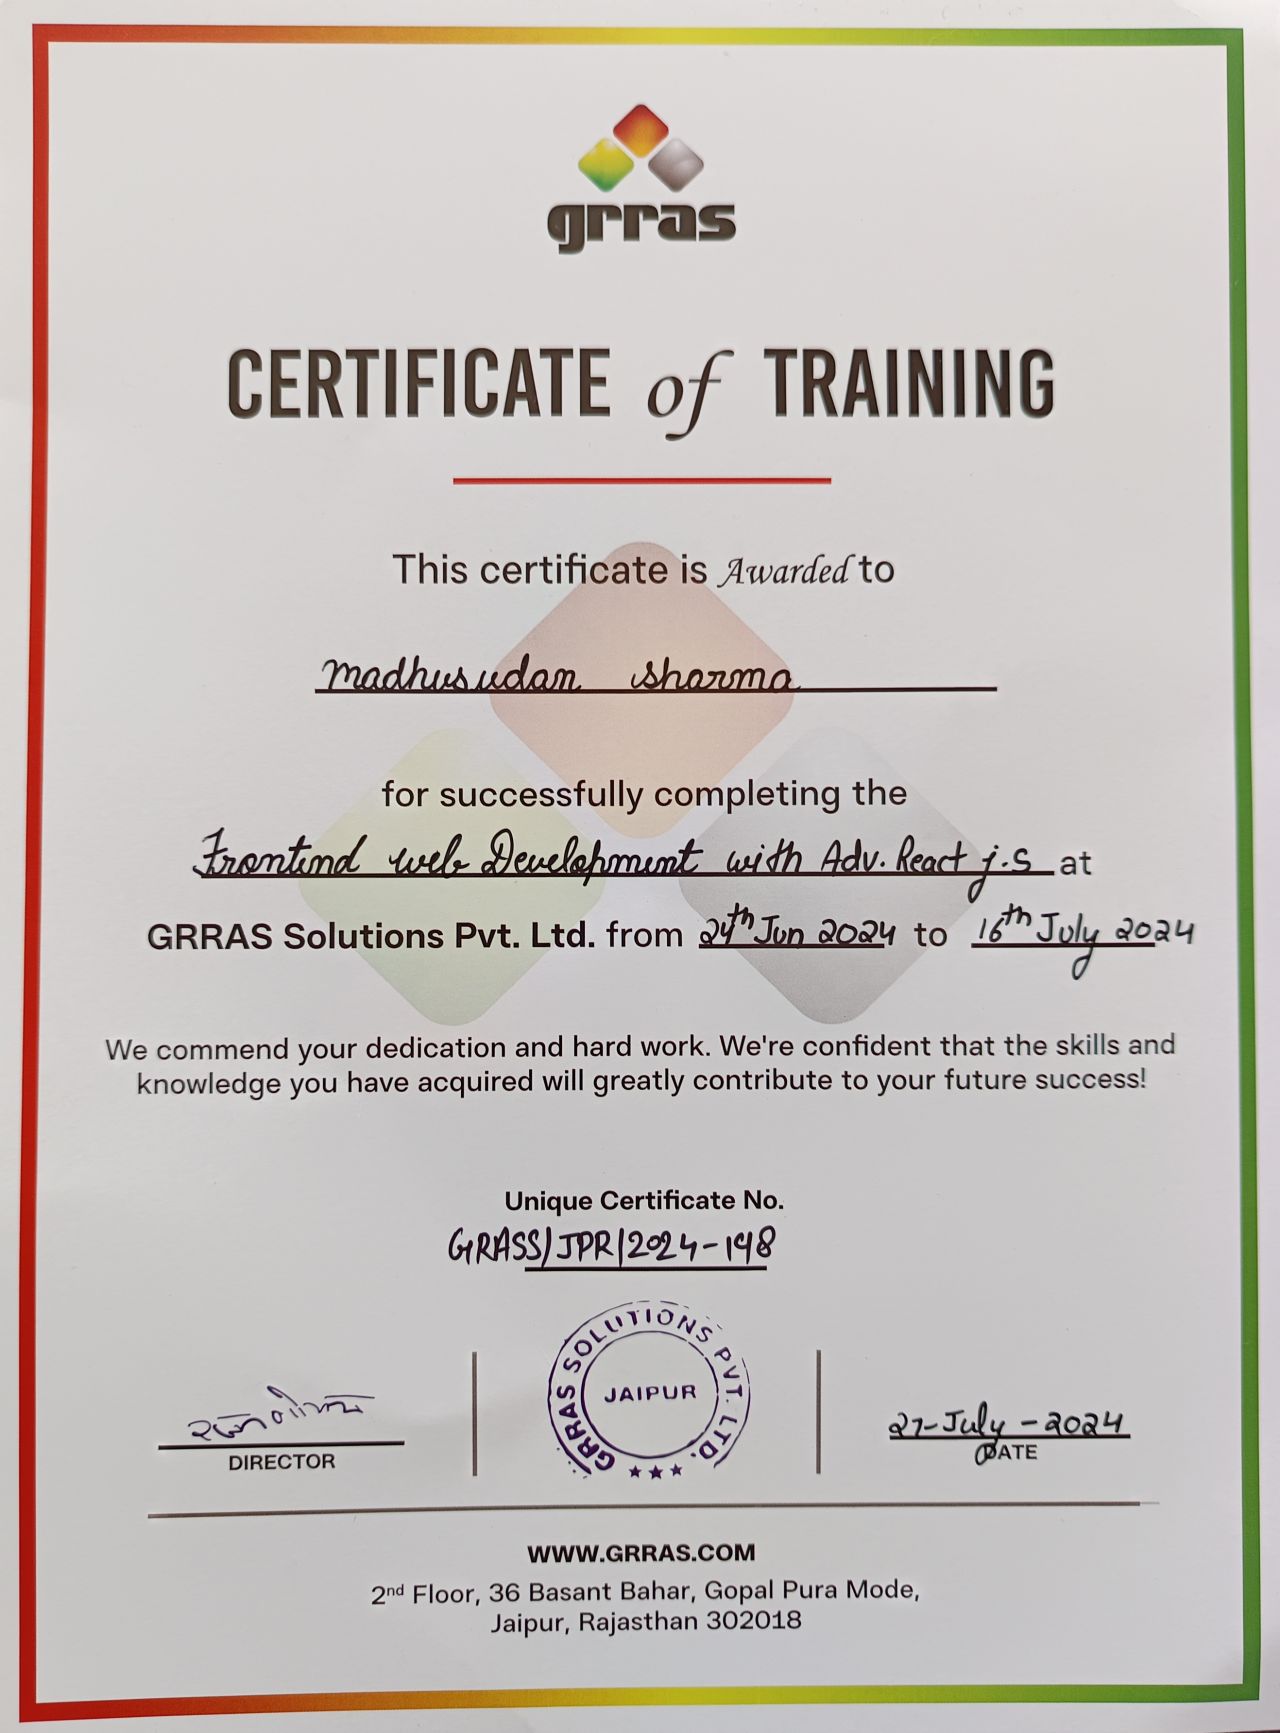 grras
CERTIFICATE of TRAINING
This certificate is Awarded to
Madhusudan Sharma
for successfully completing the
Frontend web Development with Adv. React j.s at
GRRAS Solutions Pvt. Ltd. from 24th Jun 2024 to 16th July 2024
We commend your dedication and hard work. We're confident that the skills and
knowledge you have acquired will greatly contribute to your future success!
Unique Certificate No.
GRASS/JPR/2024-148
GRRAS SOLUTIONS PVT. LTD.
JAIPUR
27-July-2024
DIRECTOR
DATE
WWW.GRRAS.COM
2nd Floor, 36 Basant Bahar, Gopal Pura Mode,
Jaipur, Rajasthan 302018